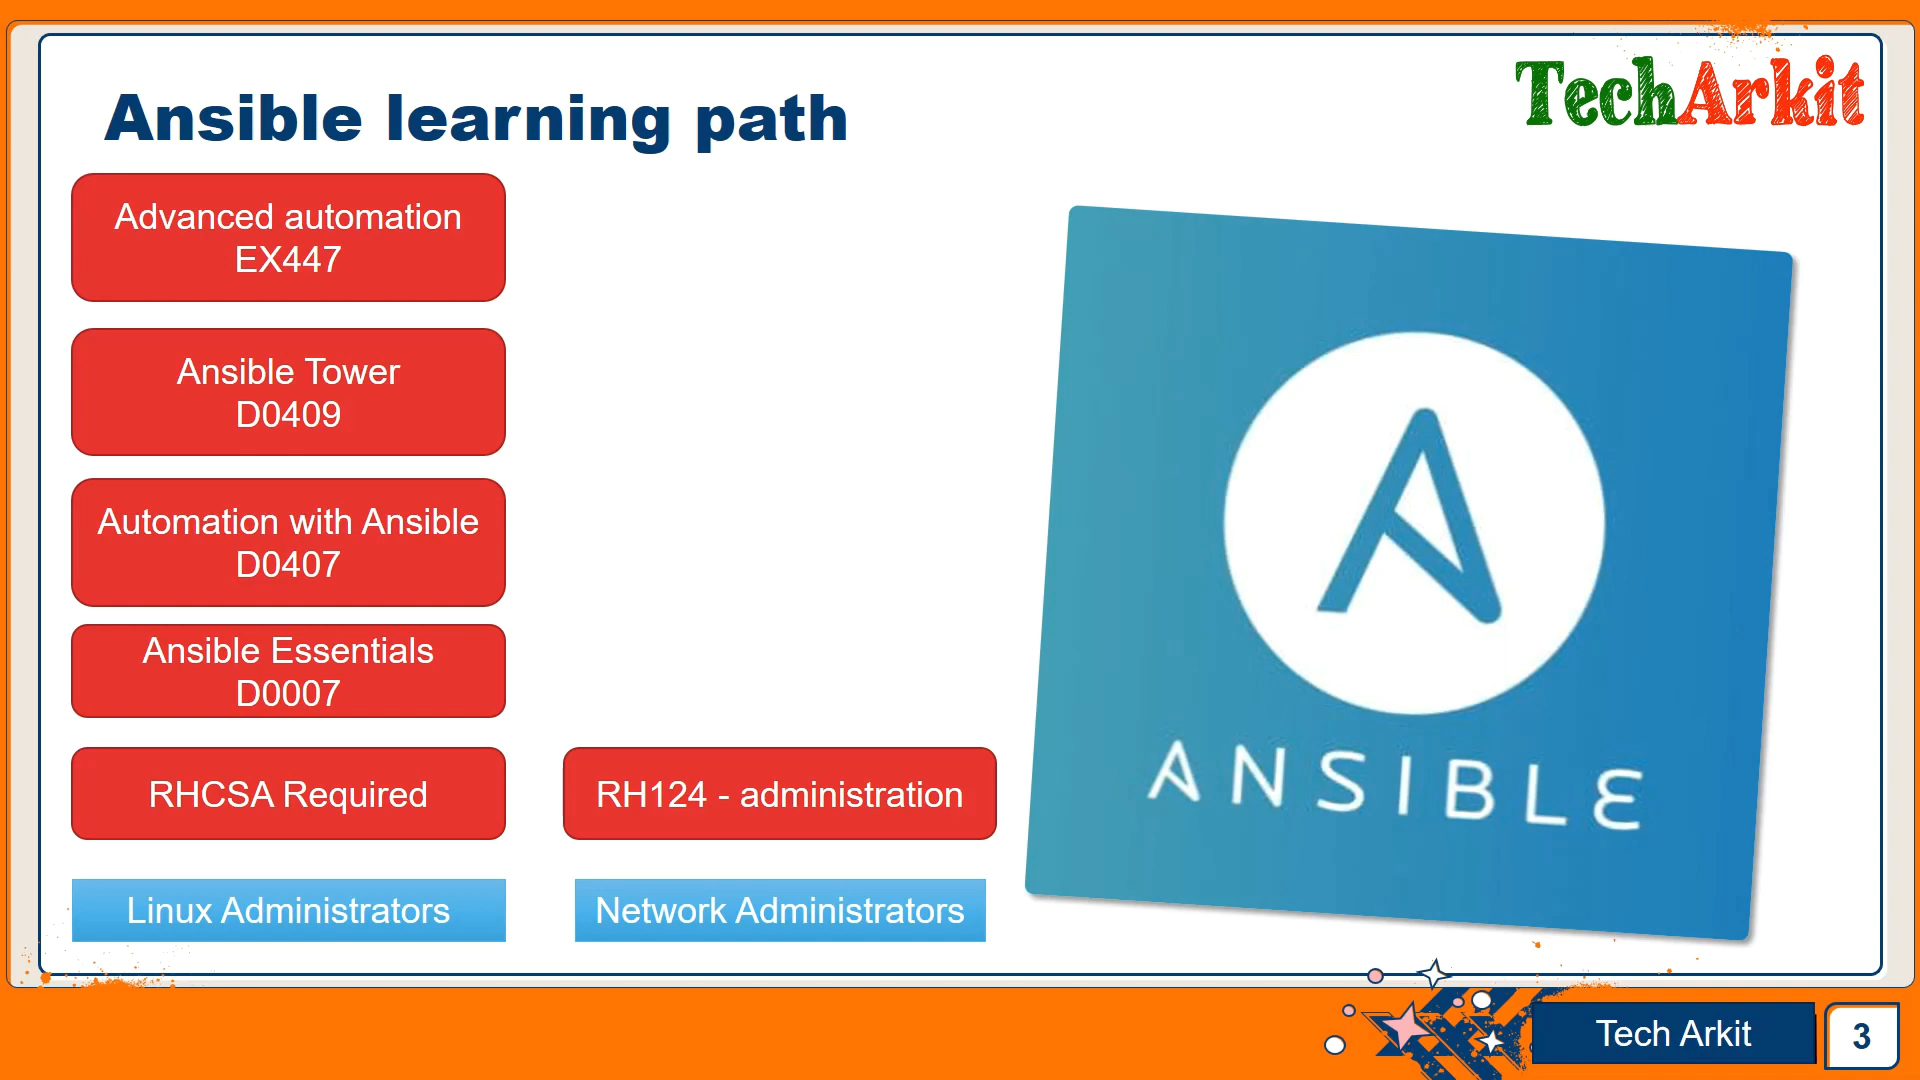 TechArkit
Ansible learning path
Advanced automation
EX447
Ansible Tower
D0409
Automation with Ansible
D0407
Ansible Essentials
D0007
RHCSA Required
RH124 - administration
Linux Administrators
Network Administrators
ANSIBLE
Tech Arkit
3